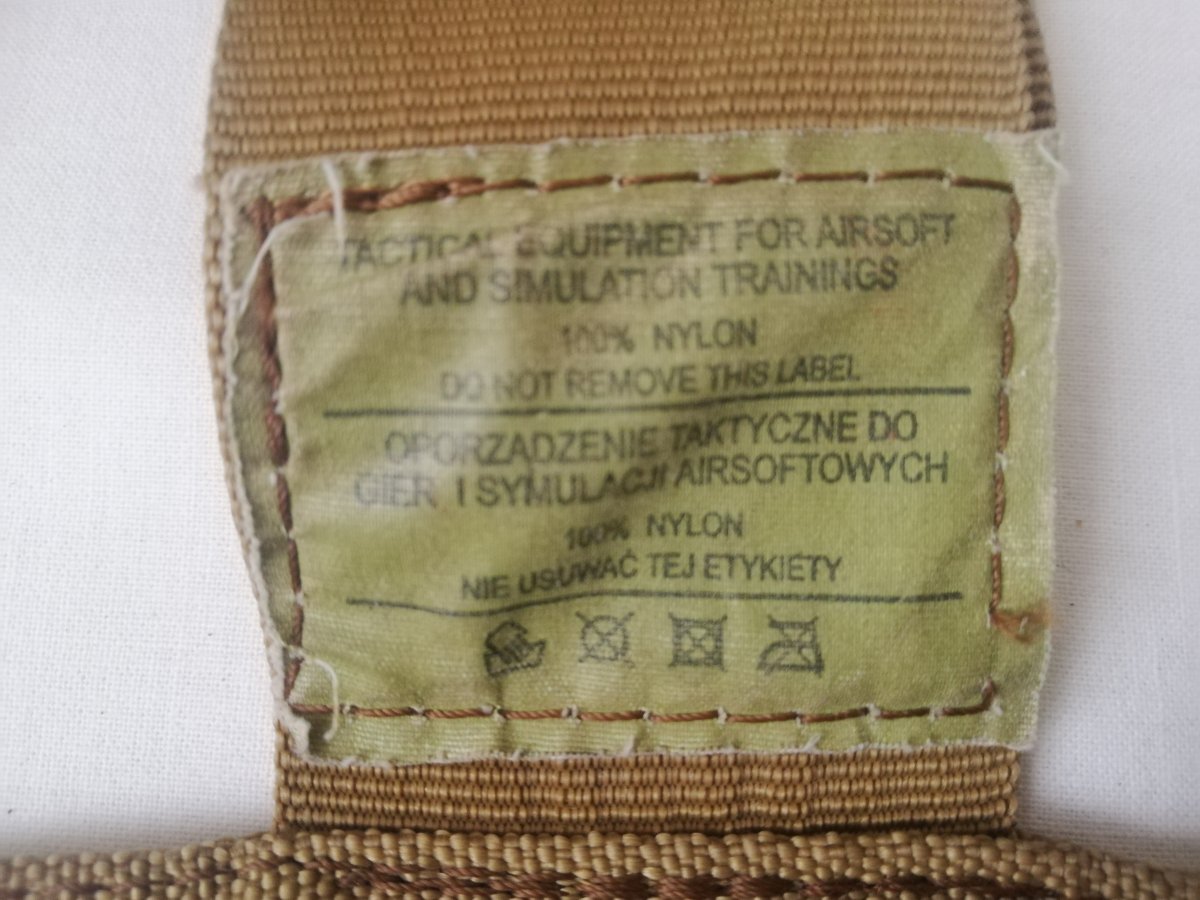 TACTICAL EQUIPMENT FOR AIRSOFT
AND SIMULATION TRAININGS
100% NYLON
DO NOT REMOVE THIS LABEL
OPORZADZENIE TAKTYCZNE DO
GIER I SYMULACJI AIRSOFTOWYCH
100% NYLON
NIE USUWAĆ TEJ ETYKIETY